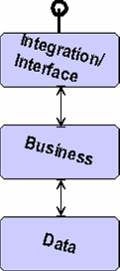 Integration/
Interface
Business
Data